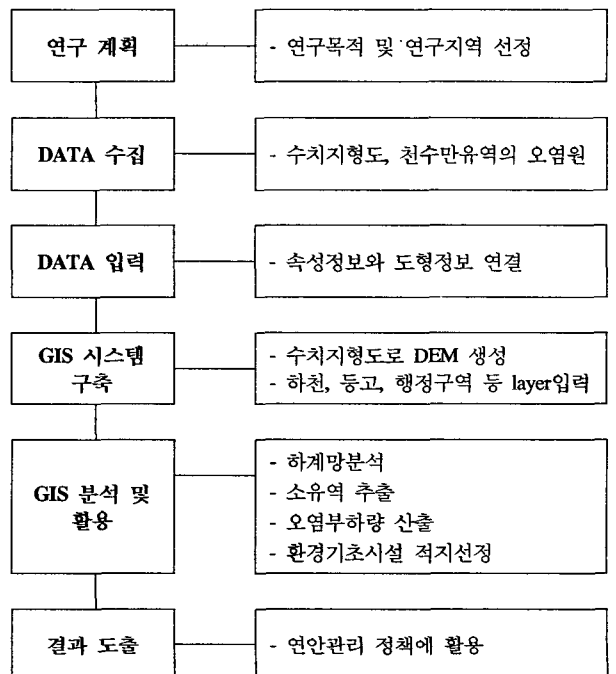 연구 계획
- 연구목적 및 연구지역 선정
DATA 수집
- 수치지형도, 천수만유역의 오염원
DATA 입력
- 속성정보와 도형정보 연결
GIS 시스템
구축
- 수치지형도로 DEM 생성
- 하천, 등고, 행정구역 등 layer입력
GIS 분석 및
활용
- 하계망분석
- 소유역 추출
- 오염부하량 산출
- 환경기초시설 적지선정
결과 도출
- 연안관리 정책에 활용